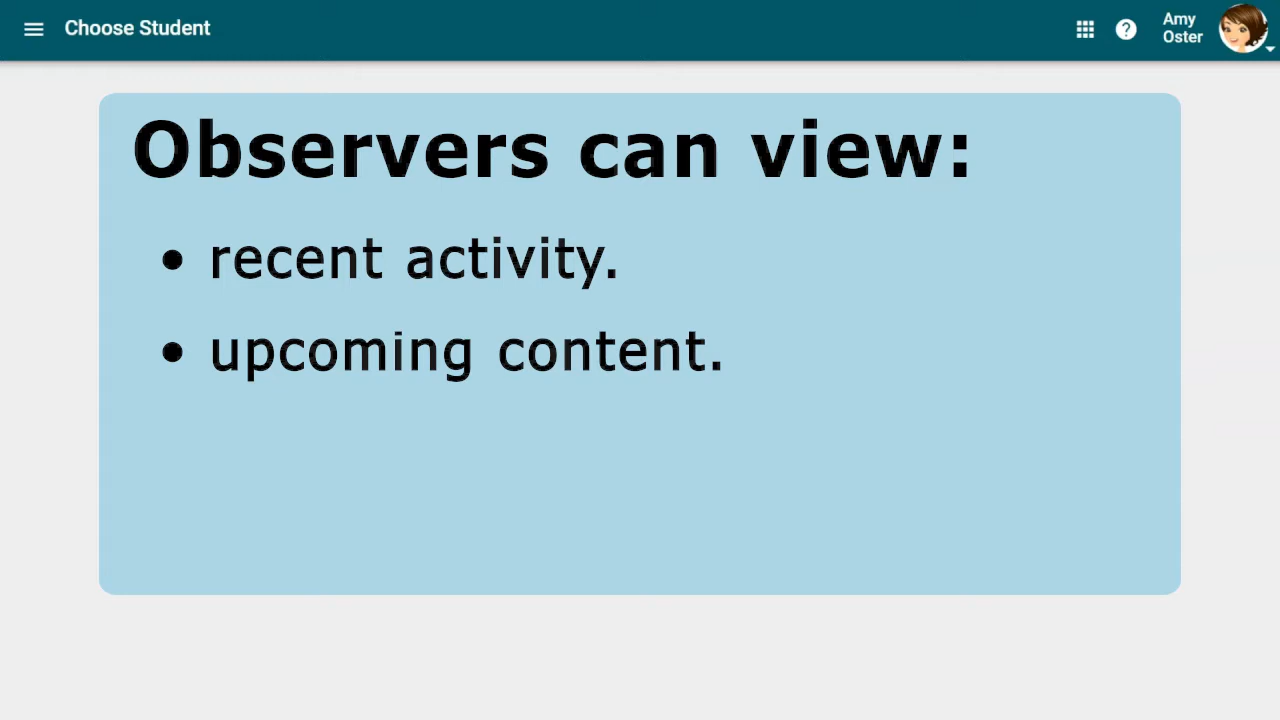 Choose Student
Amy
Oster
Observers can view:
• recent activity.
• upcoming content.